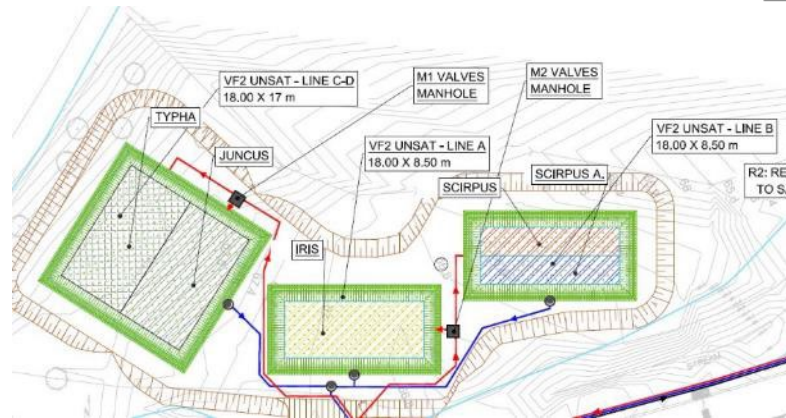 VF2 UNSAT - LINE C-D
18.00 X 17 m
TYPHA
JUNCUS
M1 VALVES
MANHOLE
M2 VALVES
MANHOLE
VF2 UNSAT - LINE A
18.00 X 8.50 m
IRIS
SCIRPUS
SCIRPUS A.
VF2 UNSAT - LINE B
18.00 X 8.50 m
R2: RE
TO S